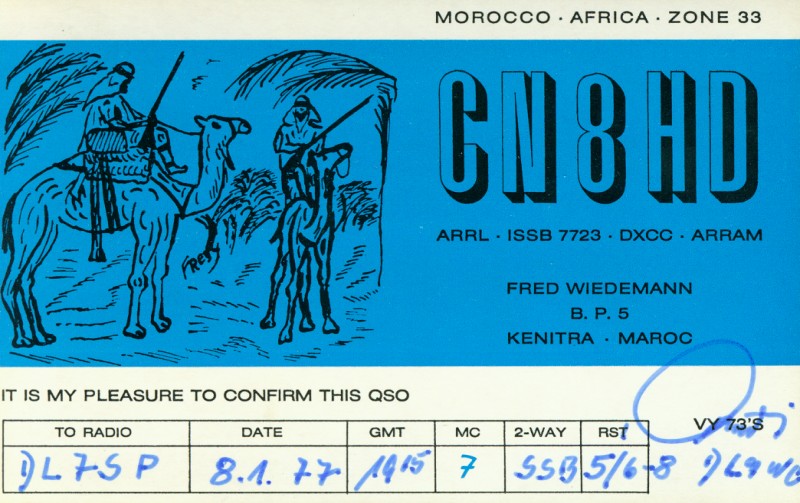 MOROCCO · AFRICA · ZONE 33
CN8HD
ARRL · ISSB 7723 · DXCC · ARRAM
FRED WIEDEMANN
B. P. 5
KENITRA · MAROC
FRED
IT IS MY PLEASURE TO CONFIRM THIS QSO
VY 73'S
TO RADIO DATE GMT MC 2-WAY RST
DL7SP 8.1.77 1915 7 SSB 5/6-8